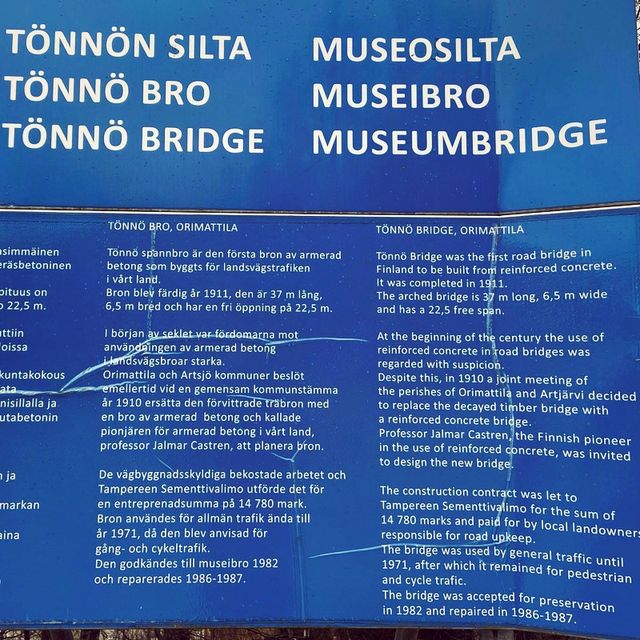 TÖNNÖN SILTA
TÖNNÖ BRO
TÖNNÖ BRIDGE
MUSEOSILTA
MUSEIBRO
MUSEUMBRIDGE
pituus on
22,5 m.
TÖNNÖ BRO, ORIMATTILA
Tönnö spannbro är den första bron av armerad
betong som byggts för landsvägstrafiken
i vårt land.
Bron blev färdig år 1911, den är 37 m lång,
6,5 m bred och har en fri öppning på 22,5 m.
I början av seklet var fördomarna mot
användningen av armerad betong
i landsvägsbroar starka.
Orimattila och Artsjö kommuner beslöt
emellertid vid en gemensam kommunstämma
år 1910 ersätta den förvittrade träbron med
en bro av armerad betong och kallade
pionjären för armerad betong i vårt land,
professor Jalmar Castren, att planera bron.
De vägbyggnadsskyldiga bekostade arbetet och
Tampereen Sementtivalimo utförde det för
en entreprenadsumma på 14 780 mark.
Bron användes för allmän trafik ända till
år 1971, då den blev anvisad för
gång- och cykeltrafik.
Den godkändes till museibro 1982
och reparerades 1986-1987.
TÖNNÖ BRIDGE, ORIMATTILA
Tönnö Bridge was the first road bridge in
Finland to be built from reinforced concrete.
It was completed in 1911.
The arched bridge is 37 m long, 6,5 m wide
and has a 22,5 free span.
At the beginning of the century the use of
reinforced concrete in road bridges was
regarded with suspicion.
Despite this, in 1910 a joint meeting of
the perishes of Orimattila and Artjärvi decided
to replace the decayed timber bridge with
a reinforced concrete bridge.
Professor Jalmar Castren, the Finnish pioneer
in the use of reinforced concrete, was invited
to design the new bridge.
The construction contract was let to
Tampereen Sementtivalimo for the sum of
14 780 marks and paid for by local landowners
responsible for road upkeep.
The bridge was used by general traffic until
1971, after which it remained for pedestrian
and cycle trafic.
The bridge was accepted for preservation
in 1982 and repaired in 1986-1987.